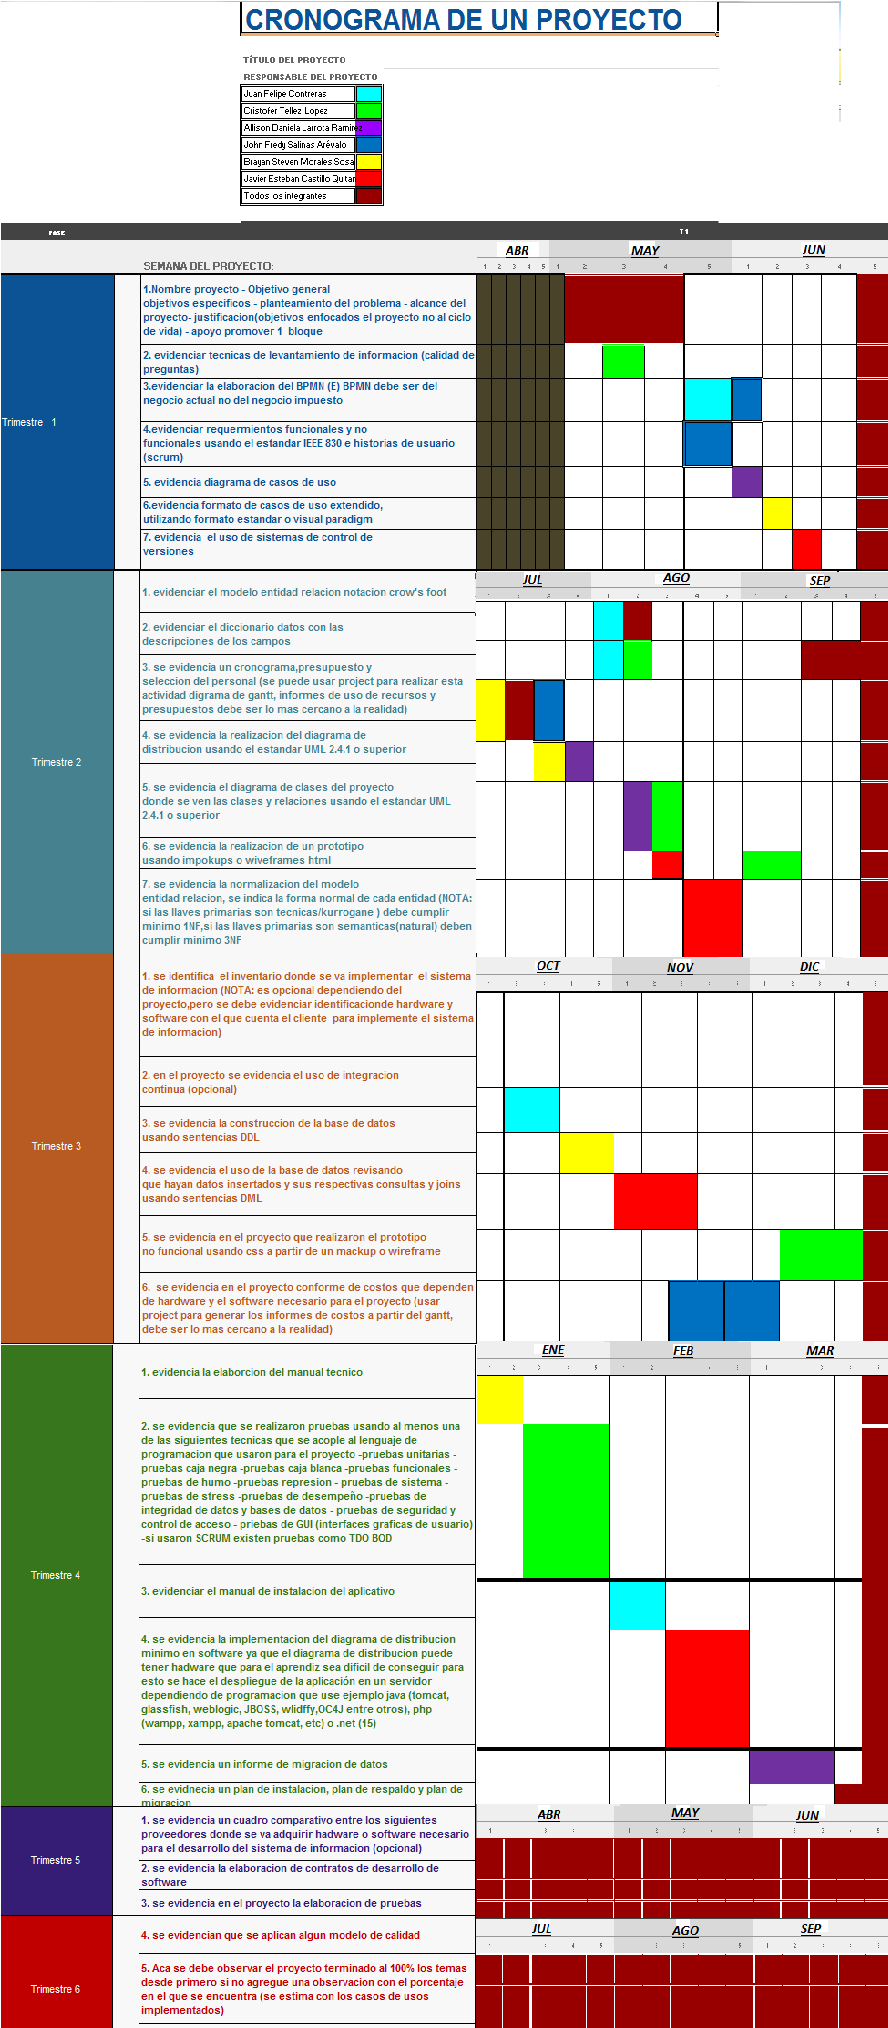 CRONOGRAMA DE UN PROYECTO
TÍTULO DEL PROYECTO
RESPONSABLE DEL PROYECTO
Juan Felipe Contreras
Cristofer Tellez Lopez
Allison Daniela Larrota Ramirez
John Fredy Salinas Arévalo
Brayan Steven Morales Sosa
Javier Esteban Castillo Quitan
Todos los integrantes
FASE
T1
ABR MAY JUN
SEMANA DEL PROYECTO:
1 2 3 4 5 1 2 3 4 5 1 2 3 4 5
Trimestre 1
1.Nombre proyecto - Objetivo general
objetivos especificos - planteamiento del problema - alcance del
proyecto- justificacion(objetivos enfocados el proyecto no al ciclo
de vida) - apoyo promover 1 bloque
2. evidenciar tecnicas de levantamiento de informacion (calidad de
preguntas)
3.evidenciar la elaboracion del BPMN (E) BPMN debe ser del
negocio actual no del negocio impuesto
4.evidenciar requermientos funcionales y no
funcionales usando el estandar IEEE 830 e historias de usuario
(scrum)
5. evidencia diagrama de casos de uso
6.evidencia formato de casos de uso extendido,
utilizando formato estandar o visual paradigm
7. evidencia el uso de sistemas de control de
versiones
JUL AGO SEP
Trimestre 2
1. evidenciar el modelo entidad relacion notacion crow's foot
2. evidenciar el diccionario datos con las
descripciones de los campos
3. se evidencia un cronograma,presupuesto y
seleccion del personal (se puede usar project para realizar esta
actividad digrama de gantt, informes de uso de recursos y
presupuestos debe ser lo mas cercano a la realidad)
4. se evidencia la realizacion del diagrama de
distribucion usando el estandar UML 2.4.1 o superior
5. se evidencia el diagrama de clases del proyecto
donde se ven las clases y relaciones usando el estandar UML
2.4.1 o superior
6. se evidencia la realizacion de un prototipo
usando impokups o wiveframes html
7. se evidencia la normalizacion del modelo
entidad relacion, se indica la forma normal de cada entidad (NOTA:
si las llaves primarias son tecnicas/kurrogane ) debe cumplir
minimo 1NF,si las llaves primarias son semanticas(natural) deben
cumplir minimo 3NF
OCT NOV DIC
Trimestre 3
1. se identifica el inventario donde se va implementar el sistema
de informacion (NOTA: es opcional dependiendo del
proyecto,pero se debe evidenciar identificacionde hardware y
software con el que cuenta el cliente para implemente el sistema
de informacion)
2. en el proyecto se evidencia el uso de integracion
continua (opcional)
3. se evidencia la construccion de la base de datos
usando sentencias DDL
4. se evidencia el uso de la base de datos revisando
que hayan datos insertados y sus respectivas consultas y joins
usando sentencias DML
5. se evidencia en el proyecto que realizaron el prototipo
no funcional usando css a partir de un mackup o wireframe
6. se evidencia en el proyecto conforme de costos que dependen
de hardware y el software necesario para el proyecto (usar
project para generar los informes de costos a partir del gantt,
debe ser lo mas cercano a la realidad)
ENE FEB MAR
Trimestre 4
1. evidencia la elaborcion del manual tecnico
2. se evidencia que se realizaron pruebas usando al menos una
de las siguientes tecnicas que se acople al lenguaje de
programacion que usaron para el proyecto -pruebas unitarias -
pruebas caja negra -pruebas caja blanca -pruebas funcionales -
pruebas de humo -pruebas represion - pruebas de sistema -
pruebas de stress -pruebas de desempeño -pruebas de
integridad de datos y bases de datos - pruebas de seguridad y
control de acceso - priebas de GUI (interfaces graficas de usuario)
-si usaron SCRUM existen pruebas como TDO BOD
3. evidenciar el manual de instalacion del aplicativo
4. se evidencia la implementacion del diagrama de distribucion
minimo en software ya que el diagrama de distribucion puede
tener hadware que para el aprendiz sea dificil de conseguir para
esto se hace el despliegue de la aplicación en un servidor
dependiendo de programacion que use ejemplo java (tomcat,
glassfish, weblogic, JBOSS, wlidffy,OC4J entre otros), php
(wampp, xampp, apache tomcat, etc) o .net (15)
5. se evidencia un informe de migracion de datos
6. se evidnecia un plan de instalacion, plan de respaldo y plan de
migracion
ABR MAY JUN
Trimestre 5
1. se evidencia un cuadro comparativo entre los siguientes
proveedores donde se va adquirir hadware o software necesario
para el desarrollo del sistema de informacion (opcional)
2. se evidencia la elaboracion de contratos de desarrollo de
software
3. se evidencia en el proyecto la elaboracion de pruebas
JUL AGO SEP
Trimestre 6
4. se evidencian que se aplican algun modelo de calidad
5. Aca se debe observar el proyecto terminado al 100% los temas
desde primero si no agregue una observacion con el porcentaje
en el que se encuentra (se estima con los casos de usos
implementados)